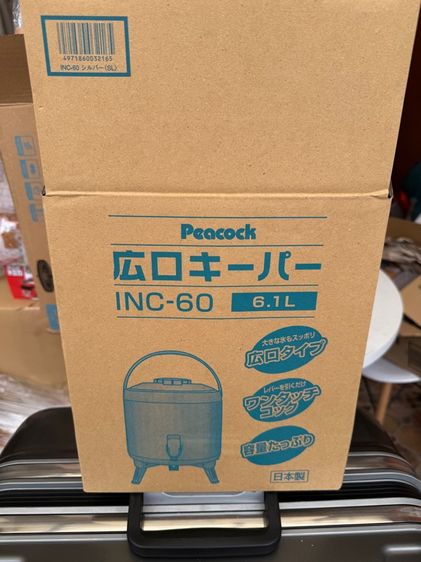 4971860032165
INC-60 シルバー(SL)
Peacock
広口キーパー
INC-60 6.1L
大きな氷もスッポリ
広口タイプ
レバーを引くだけ
ワンタッチ
コック
容量たっぷり
日本製